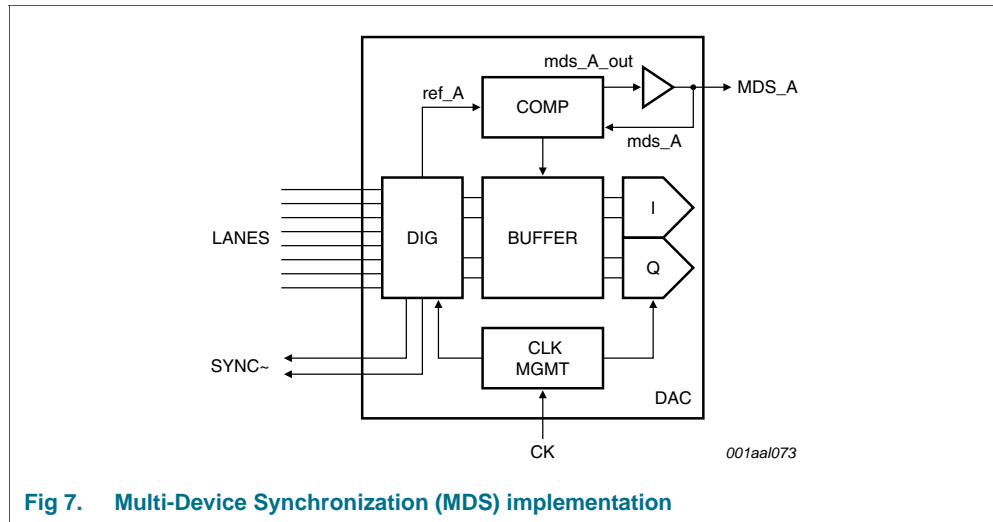 mds_A_out
MDS_A
ref_A
COMP
mds_A
LANES
DIG
BUFFER
I
Q
SYNC~
CLK
MGMT
DAC
CK
001aal073
Fig 7. Multi-Device Synchronization (MDS) implementation